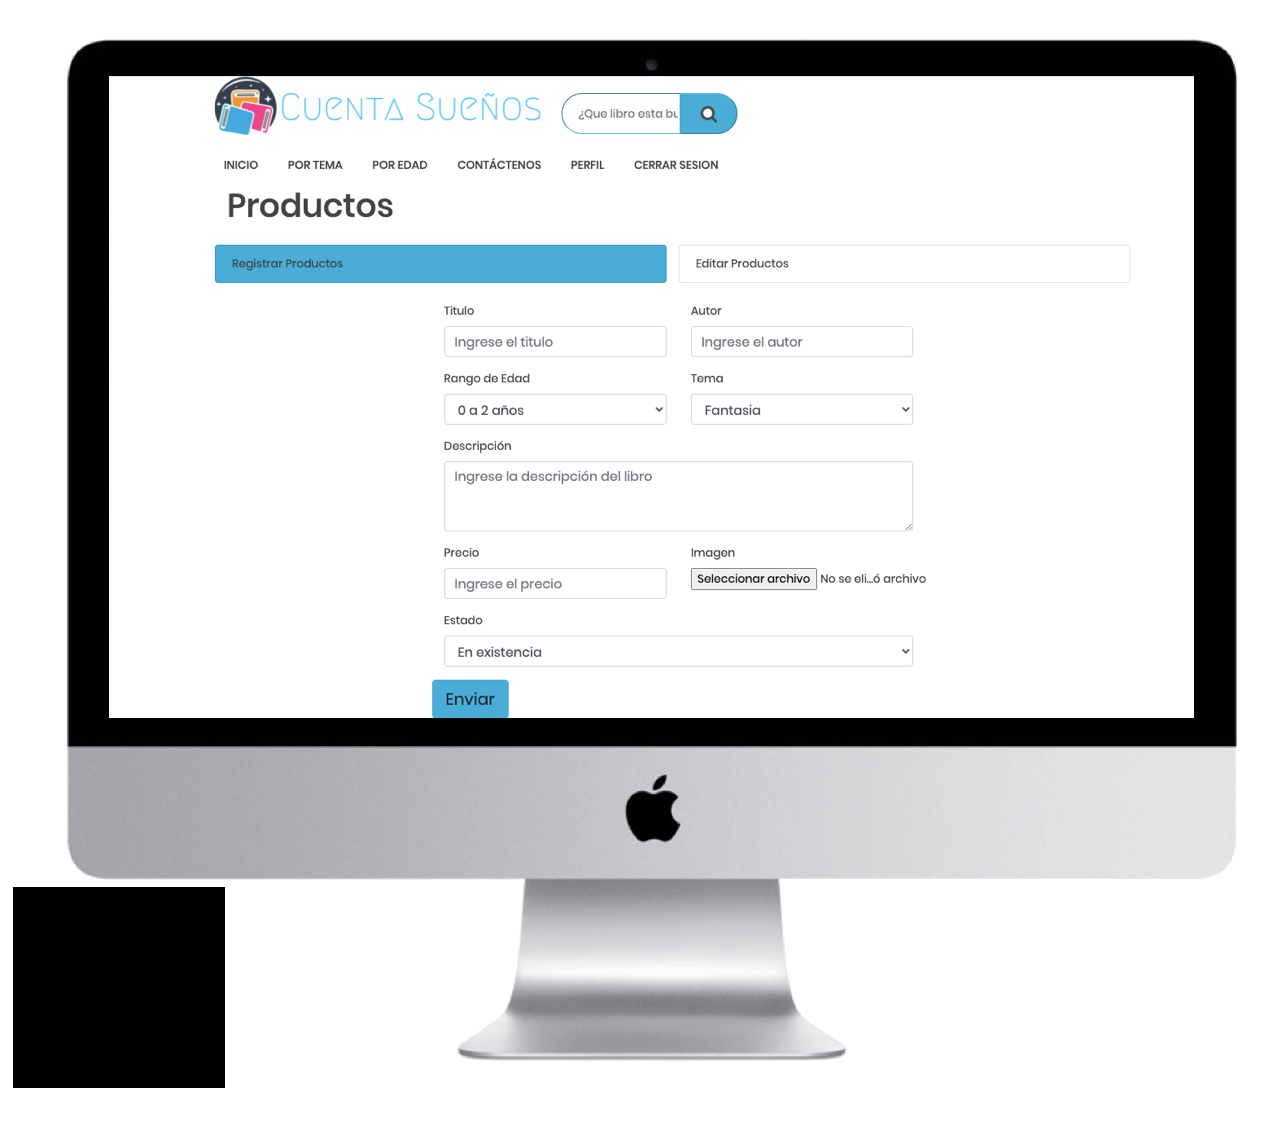 CUENTA SUEÑOS
¿Que libro esta bu
INICIO POR TEMA POR EDAD CONTÁCTENOS PERFIL CERRAR SESION
Productos
Registrar Productos Editar Productos
Titulo Autor
Ingrese el titulo Ingrese el autor
Rango de Edad Tema
0 a 2 años Fantasia
Descripción
Ingrese la descripción del libro
Precio Imagen
Ingrese el precio Seleccionar archivo No se eli...ó archivo
Estado
En existencia
Enviar